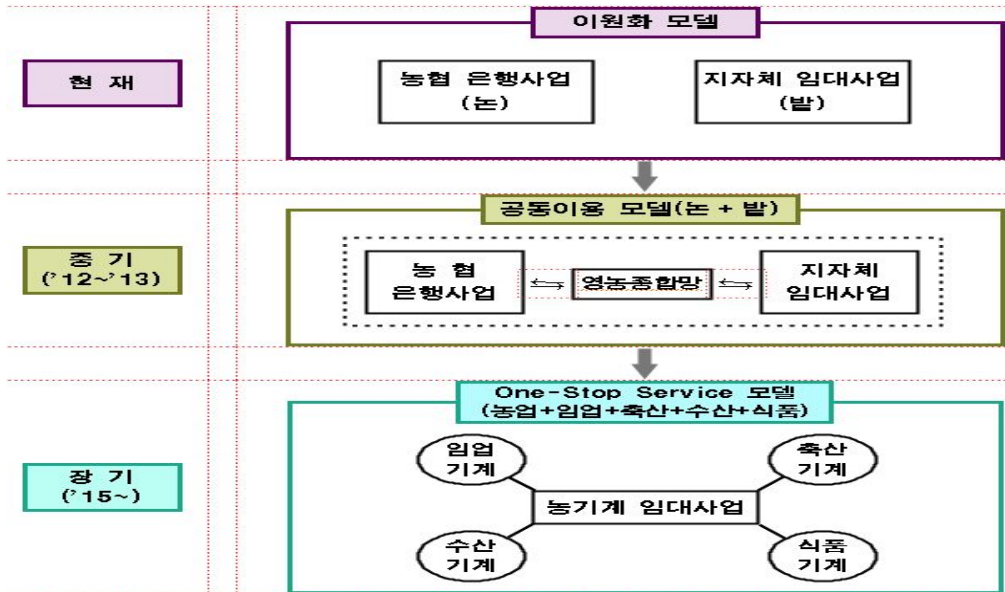 이원화 모델
현 재
농협 은행사업
(논)
지자체 임대사업
(밭)
공동이용 모델(논 + 밭)
중 기
(’12~’13)
농 협
은행사업
⇆
영농종합망
⇆
지자체
임대사업
One-Stop Service 모델
(농업+임업+축산+수산+식품)
장 기
(’15~)
임업
기계
축산
기계
농기계 임대사업
수산
기계
식품
기계